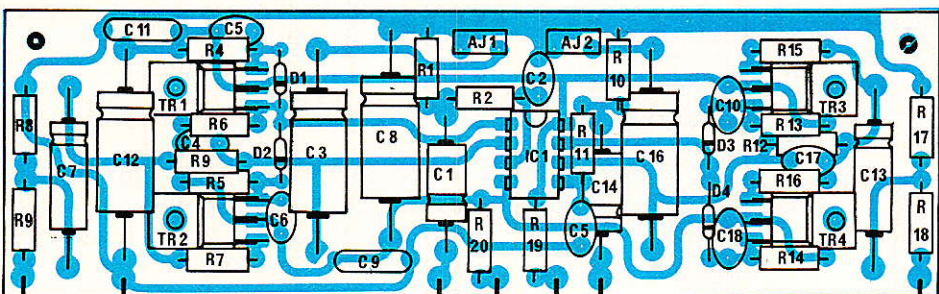 C 11
C5
R4
R1
AJ1
AJ2
R 10
R15
D1
C2
R2
TR1
TR3
C10
R8
R6
R13
R 17
C7
C12
C4
R9
D2
C3
C8
C1
IC1
R 11
C16
D3
R12
C17
C13
R5
R16
D4
C14
R9
TR2
C6
R 20
R 19
C5
C18
TR4
R 18
R7
C9
R14